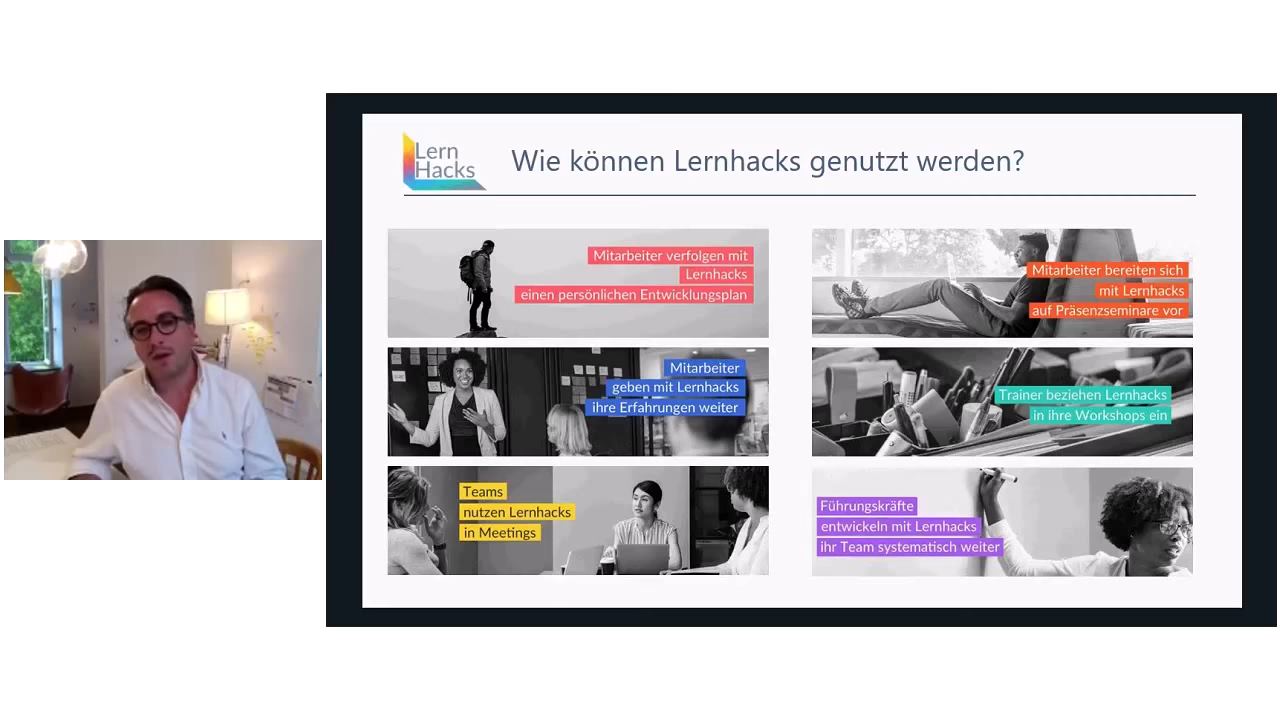 Lern
Hacks
Wie können Lernhacks genutzt werden?
Mitarbeiter verfolgen mit
Lernhacks
einen persönlichen Entwicklungsplan
Mitarbeiter bereiten sich
mit Lernhacks
auf Präsenzseminare vor
Mitarbeiter
geben mit Lernhacks
ihre Erfahrungen weiter
Trainer beziehen Lernhacks
in ihre Workshops ein
Teams
nutzen Lernhacks
in Meetings
Führungskräfte
entwickeln mit Lernhacks
ihr Team systematisch weiter